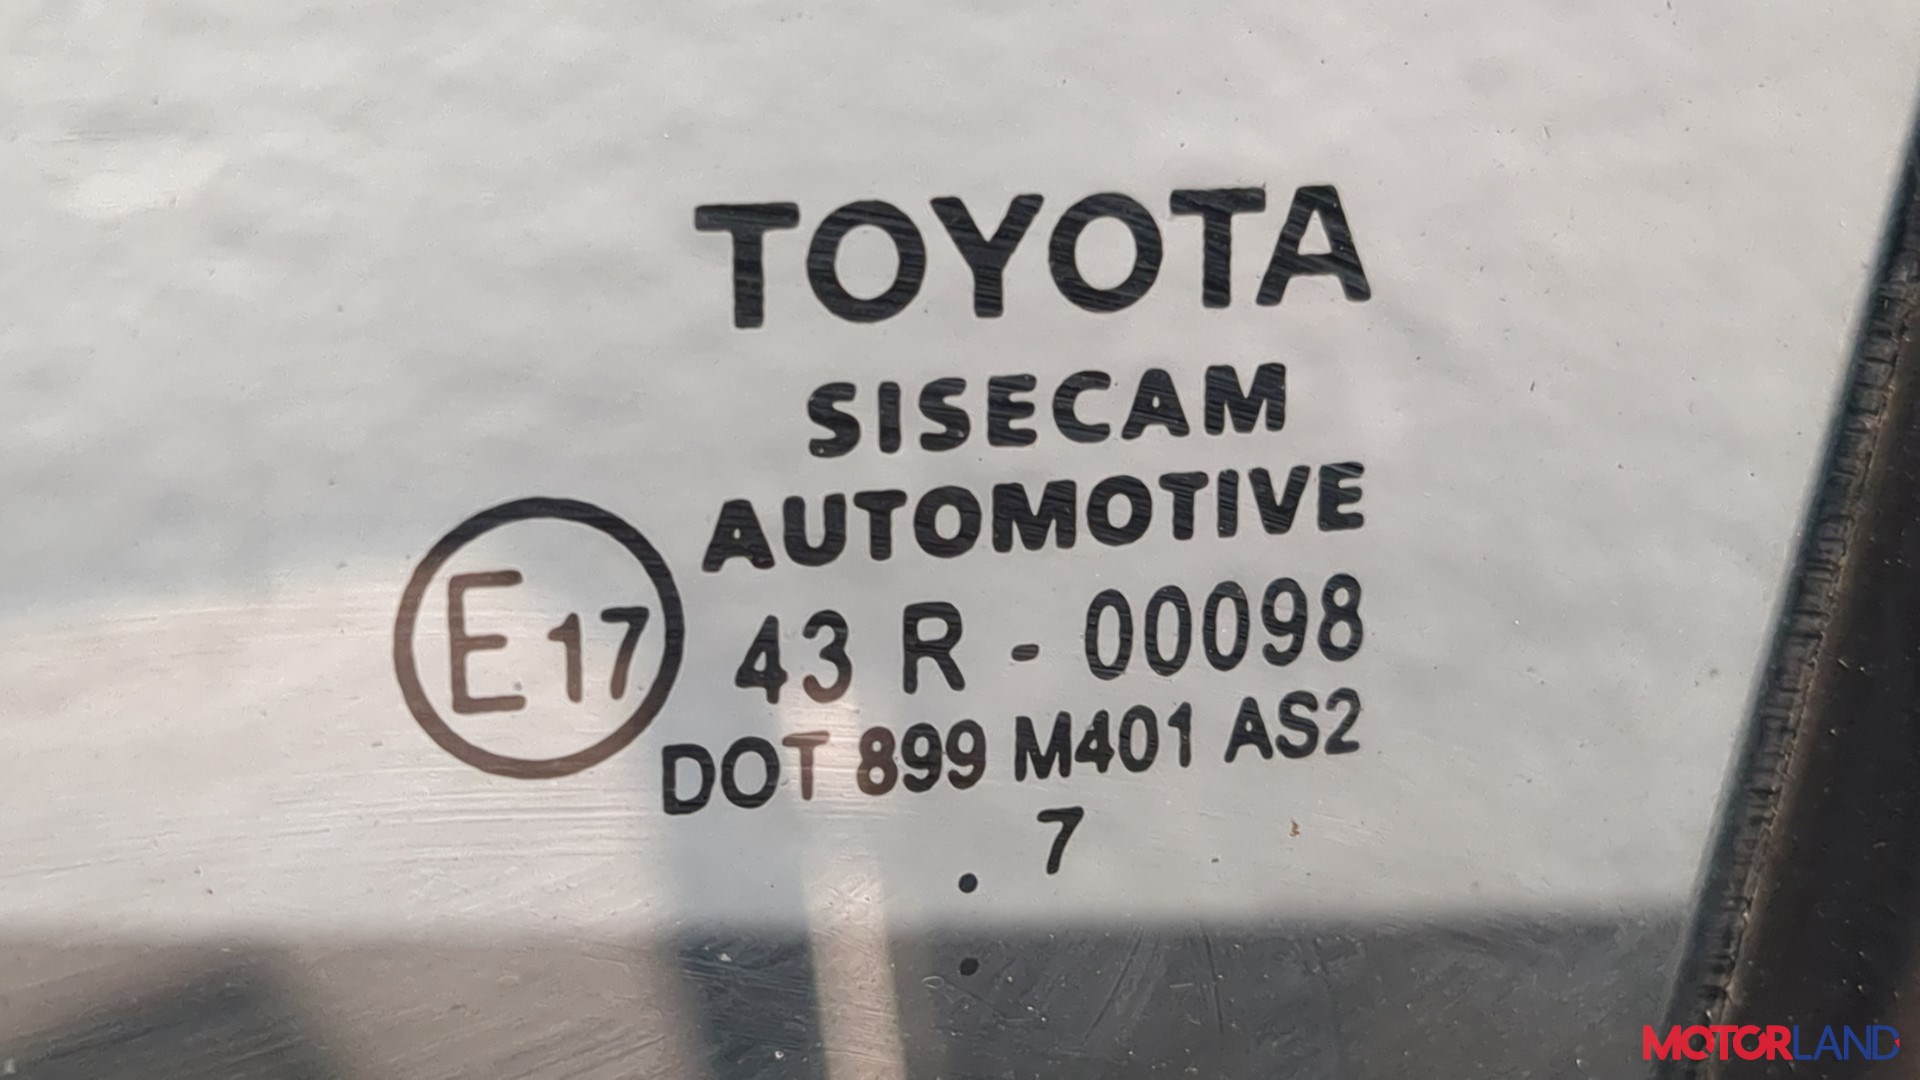 TOYOTA
SISECAM
AUTOMOTIVE
E17 43 R - 00098
DOT 899 M401 AS2
. 7
.
MOTORLAND